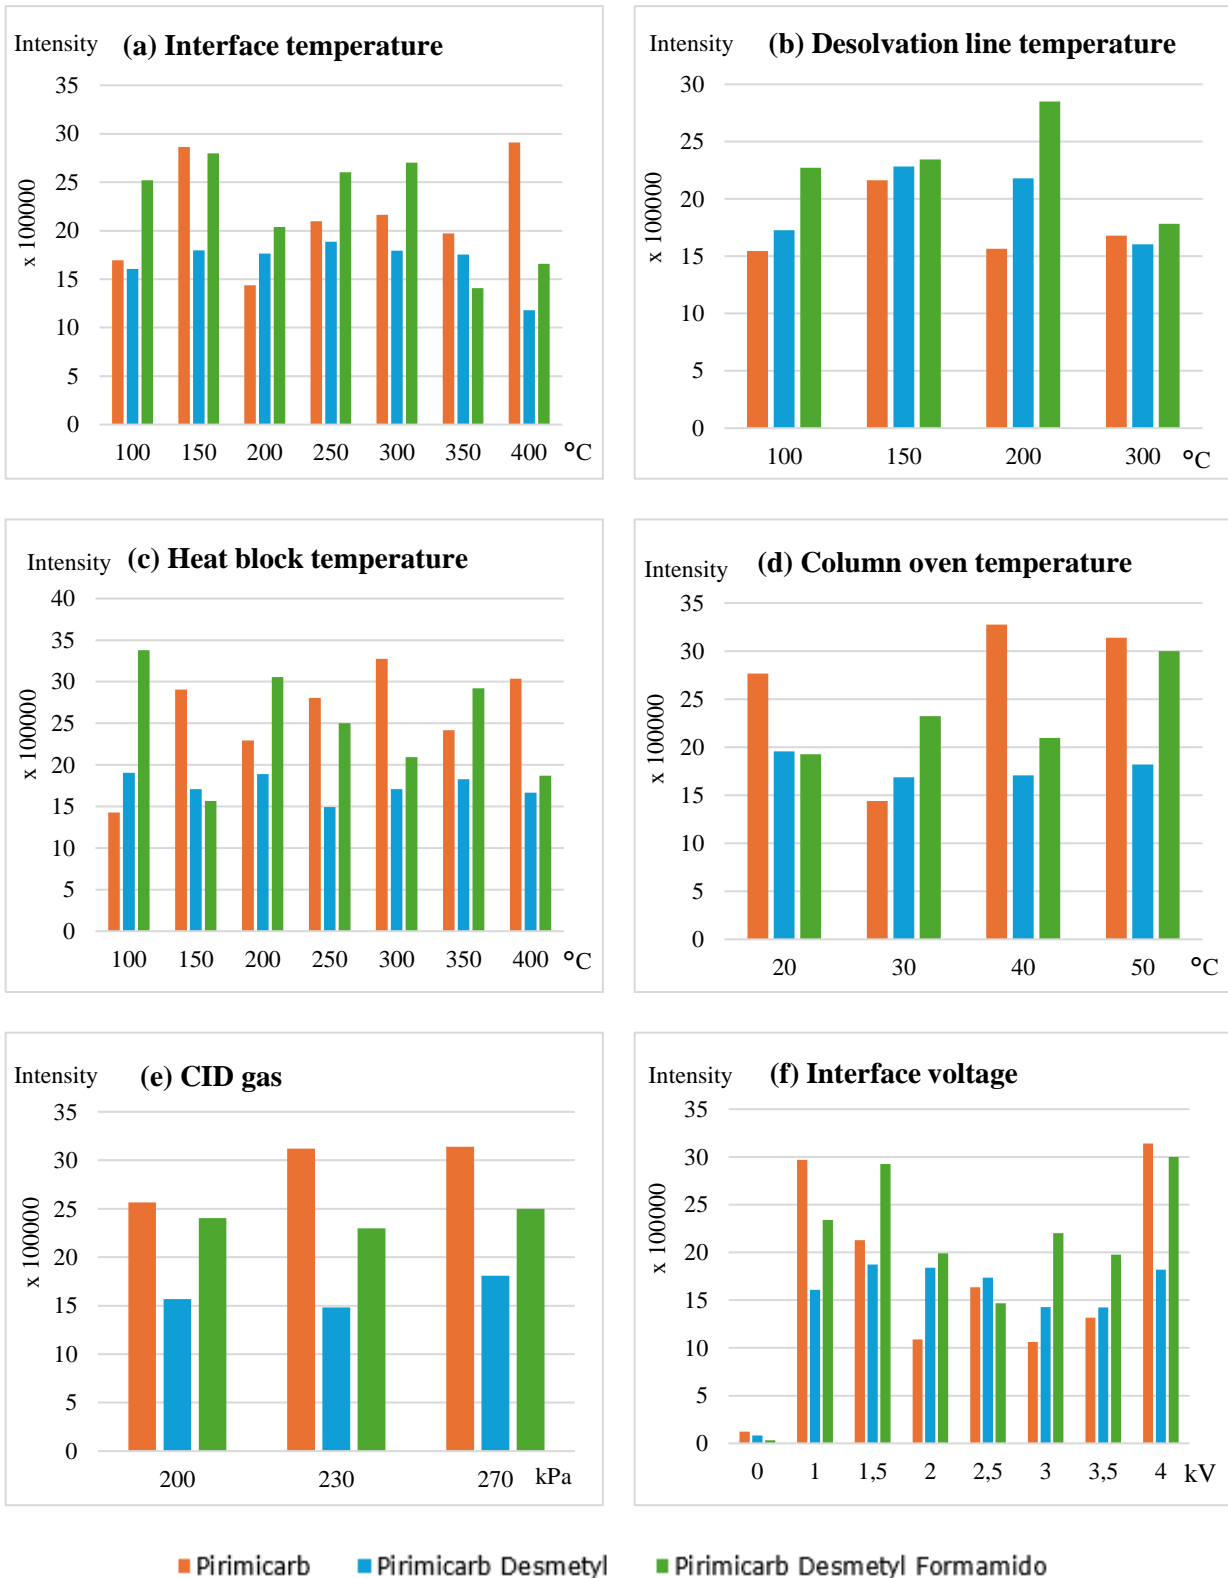 Intensity (a) Interface temperature
35
30
25
20
15
10
5
0
x 100000
100 150 200 250 300 350 400 °C
Intensity (b) Desolvation line temperature
30
25
20
15
10
5
0
x 100000
100 150 200 300 °C
Intensity (c) Heat block temperature
40
35
30
25
20
15
10
5
0
x 100000
100 150 200 250 300 350 400 °C
Intensity (d) Column oven temperature
35
30
25
20
15
10
5
0
x 100000
20 30 40 50 °C
Intensity (e) CID gas
35
30
25
20
15
10
5
0
x 100000
200 230 270 kPa
Intensity (f) Interface voltage
35
30
25
20
15
10
5
0
x 100000
0 1 1,5 2 2,5 3 3,5 4 kV
Pirimicarb Pirimicarb Desmetyl Pirimicarb Desmetyl Formamido